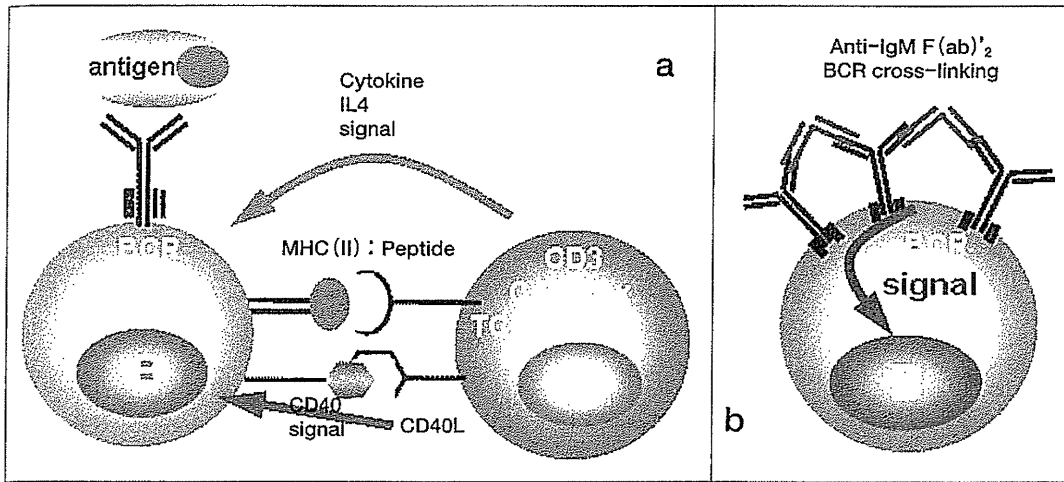 antigen
a
Cytokine
IL4
signal
BCR
MHC (II) : Peptide
CD3
CD40
signal
CD40L
Anti-IgM F(ab)'₂
BCR cross-linking
BCR
signal
b